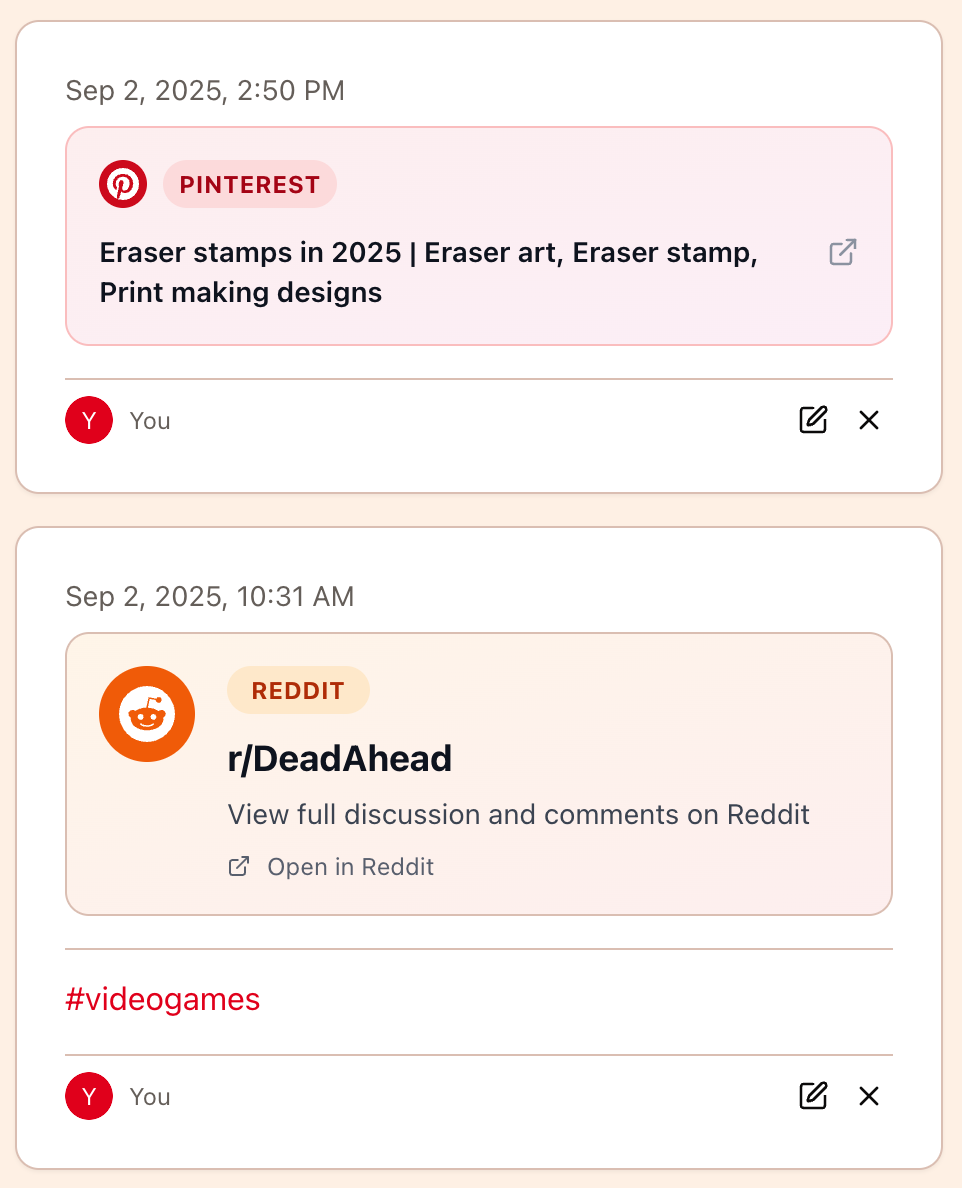 Sep 2, 2025, 2:50 PM
PINTEREST
Eraser stamps in 2025 | Eraser art, Eraser stamp,
Print making designs
Y You
Sep 2, 2025, 10:31 AM
REDDIT
r/DeadAhead
View full discussion and comments on Reddit
Open in Reddit
#videogames
Y You